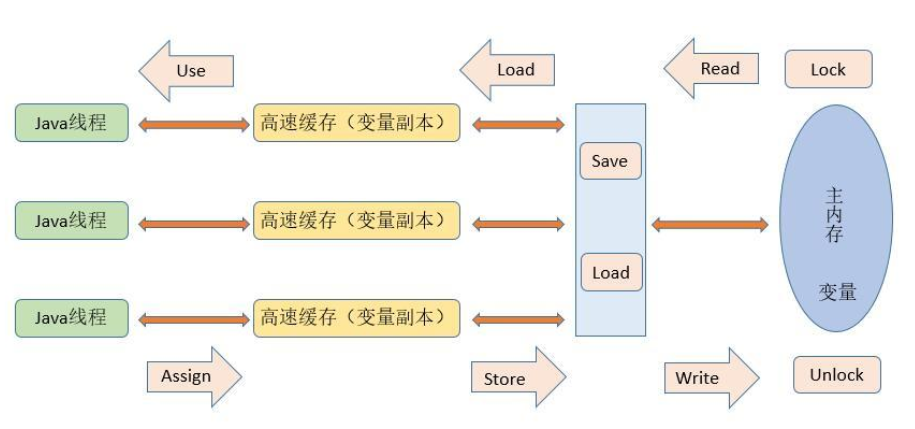 Use
Load
Read
Lock
Java线程
高速缓存（变量副本）
Save
Java线程
高速缓存（变量副本）
主内存
变量
Load
Java线程
高速缓存（变量副本）
Assign
Store
Write
Unlock